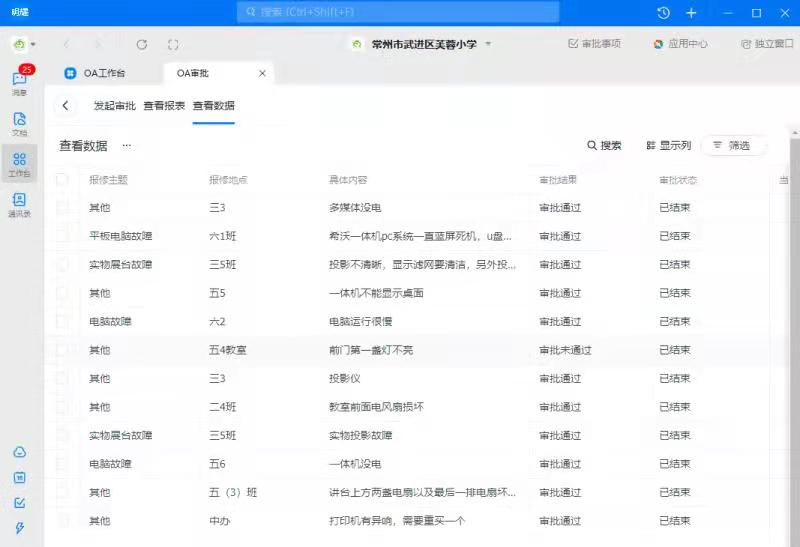 搜索 (Ctrl+Shift+F)
常州市武进区芙蓉小学
审批事项
应用中心
独立窗口
25
消息
文档
工作台
通讯录
OA工作台
OA审批
发起审批 查看报表 查看数据
查看数据 ...
搜索 显示列 筛选
报修主题 报修地点 具体内容 审批结果 审批状态 当
其他 三3 多媒体没电 审批通过 已结束
平板电脑故障 六1班 希沃一体机pc系统一直蓝屏死机，u盘... 审批通过 已结束
实物展台故障 三5班 投影不清晰，显示滤网要清洁，另外投... 审批通过 已结束
其他 五5 一体机不能显示桌面 审批通过 已结束
电脑故障 六2 电脑运行很慢 审批通过 已结束
其他 五4教室 前门第一盏灯不亮 审批未通过 已结束
其他 三3 投影仪 审批通过 已结束
其他 二4班 教室前面电风扇损坏 审批通过 已结束
实物展台故障 三5班 实物投影故障 审批通过 已结束
电脑故障 五6 一体机没电 审批通过 已结束
其他 五（3）班 讲台上方两盏电扇以及最后一排电扇坏... 审批通过 已结束
其他 中办 打印机有异响，需要重买一个 审批通过 已结束